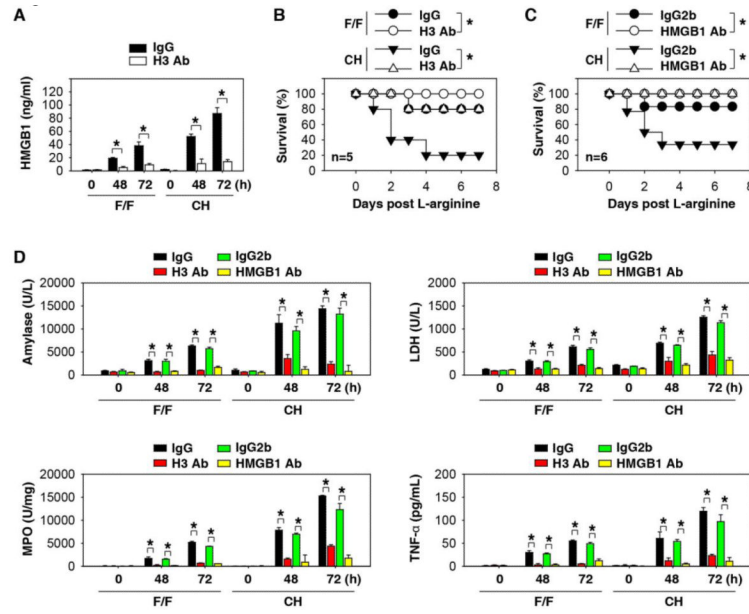 A
IgG
H3 Ab
HMGB1 (ng/ml)
120
100
80
60
40
20
0 48 72 0 48 72 (h)
F/F CH
* * * *
B
F/F IgG *
H3 Ab
CH IgG *
H3 Ab
Survival (%)
100
80
60
40
20
0
n=5
0 2 4 6 8
Days post L-arginine
C
F/F IgG2b *
HMGB1 Ab
CH IgG2b *
HMGB1 Ab
Survival (%)
100
80
60
40
20
0
n=6
0 2 4 6 8
Days post L-arginine
D
IgG IgG2b
H3 Ab HMGB1 Ab
Amylase (U/L)
20000
15000
10000
5000
0
* * * * * * * *
0 48 72 0 48 72 (h)
F/F CH
IgG IgG2b
H3 Ab HMGB1 Ab
LDH (U/L)
2000
1500
1000
500
0
* * * * * * * *
0 48 72 0 48 72 (h)
F/F CH
IgG IgG2b
H3 Ab HMGB1 Ab
MPO (U/mg)
20000
15000
10000
5000
0
* * * * * * * *
0 48 72 0 48 72 (h)
F/F CH
IgG IgG2b
H3 Ab HMGB1 Ab
TNF-α (pg/mL)
200
150
100
50
0
* * * * * * * *
0 48 72 0 48 72 (h)
F/F CH